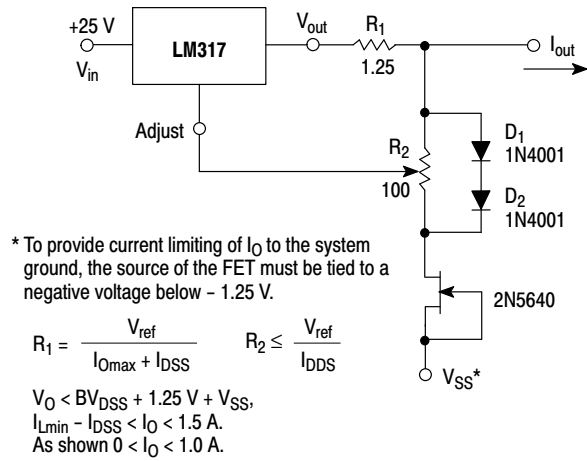 +25 V
V_in
LM317
V_out
R_1
1.25
I_out
Adjust
R_2
100
D_1
1N4001
D_2
1N4001
2N5640
V_SS*
* To provide current limiting of I_O to the system
ground, the source of the FET must be tied to a
negative voltage below – 1.25 V.
R_1 = V_ref / (I_Omax + I_DSS)
R_2 ≤ V_ref / I_DDS
V_O < BV_DSS + 1.25 V + V_SS,
I_Lmin – I_DSS < I_O < 1.5 A.
As shown 0 < I_O < 1.0 A.